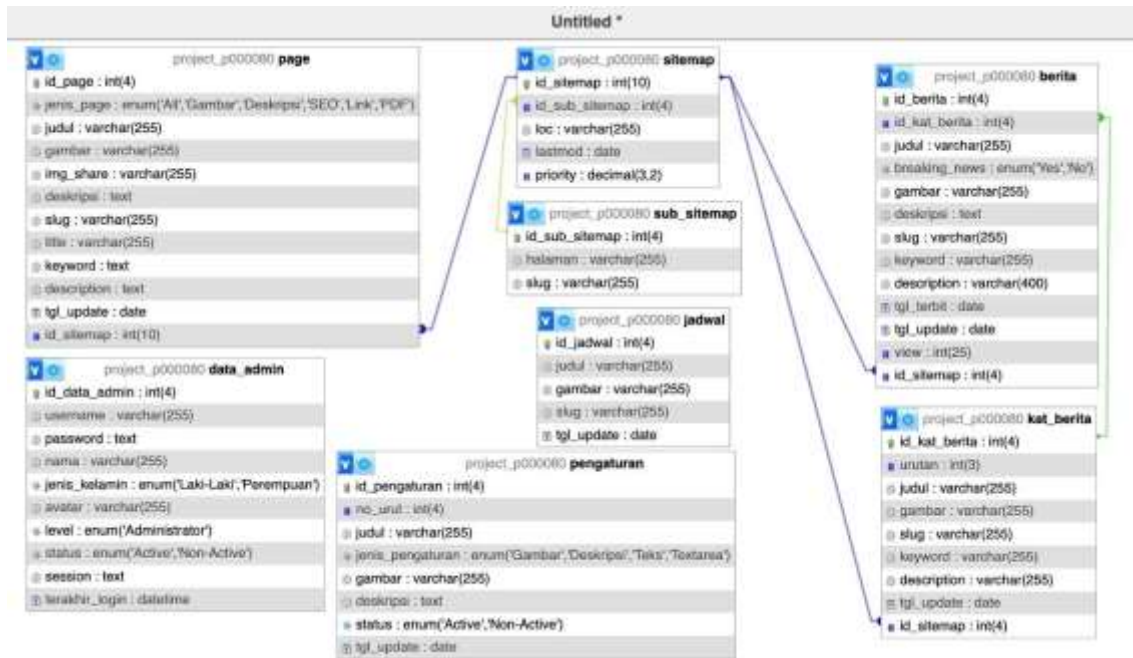 Untitled *
project_p000080 page
id_page : int(4)
jenis_page : enum('All','Gambar','Deskripsi','SEO','Link','PDF')
judul : varchar(255)
gambar : varchar(255)
img_share : varchar(255)
deskripsi : text
slug : varchar(255)
title : varchar(255)
keyword : text
description : text
tgl_update : date
id_sitemap : int(10)
project_p000080 sitemap
id_sitemap : int(10)
id_sub_sitemap : int(4)
loc : varchar(255)
lastmod : date
priority : decimal(3,2)
project_p000080 sub_sitemap
id_sub_sitemap : int(4)
halaman : varchar(255)
slug : varchar(255)
project_p000080 berita
id_berita : int(4)
id_kat_berita : int(4)
judul : varchar(255)
breaking_news : enum('Yes','No')
gambar : varchar(255)
deskripsi : text
slug : varchar(255)
keyword : varchar(255)
description : varchar(400)
tgl_terbit : date
tgl_update : date
view : int(25)
id_sitemap : int(4)
project_p000080 jadwal
id_jadwal : int(4)
judul : varchar(255)
gambar : varchar(255)
slug : varchar(255)
tgl_update : date
project_p000080 data_admin
id_data_admin : int(4)
username : varchar(255)
password : text
nama : varchar(255)
jenis_kelamin : enum('Laki-Laki','Perempuan')
avatar : varchar(255)
level : enum('Administrator')
status : enum('Active','Non-Active')
session : text
terakhir_login : datetime
project_p000080 pengaturan
id_pengaturan : int(4)
no_urut : int(4)
judul : varchar(255)
jenis_pengaturan : enum('Gambar','Deskripsi','Teks','Textarea')
gambar : varchar(255)
deskripsi : text
status : enum('Active','Non-Active')
tgl_update : date
project_p000080 kat_berita
id_kat_berita : int(4)
urutan : int(3)
judul : varchar(255)
gambar : varchar(255)
slug : varchar(255)
keyword : varchar(255)
description : varchar(255)
tgl_update : date
id_sitemap : int(4)